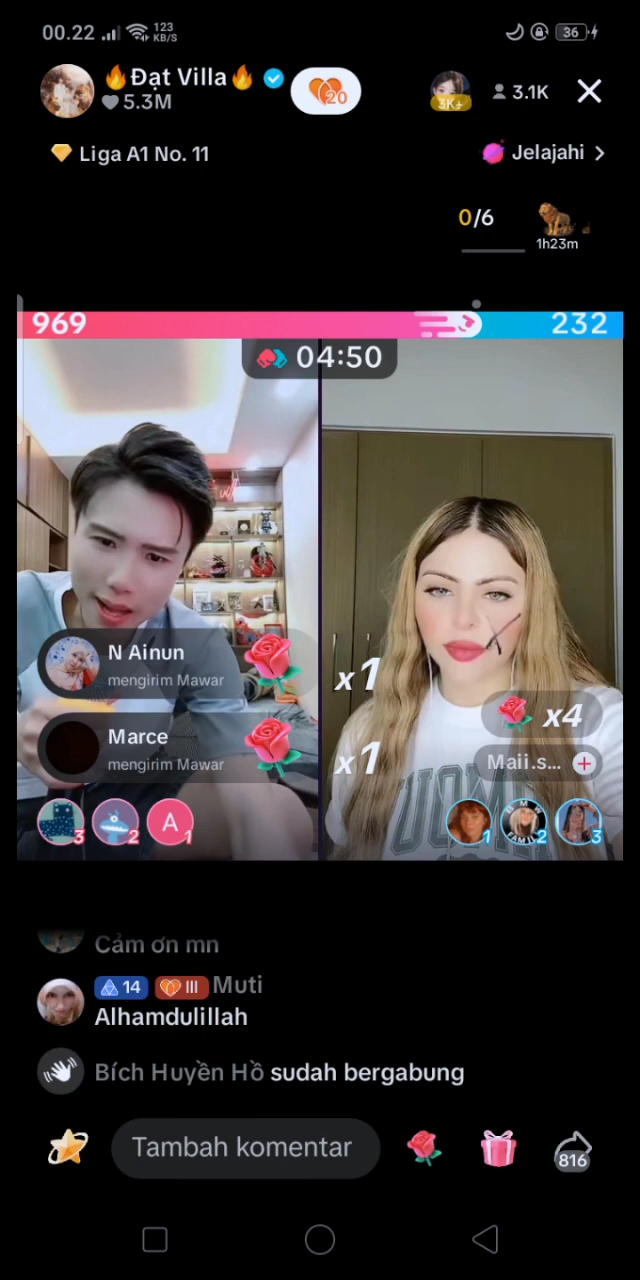 00.22
123
KB/S
36
🔥Đạt Villa🔥
5.3M
20
3K+
3.1K
Liga A1 No. 11
Jelajahi
0/6
1h23m
969
232
04:50
N Ainun
mengirim Mawar
x1
x4
Marce
mengirim Mawar
x1
Maii.s...
3
2
A
1
1
BMW
2
3
Cảm ơn mn
14
III
Muti
Alhamdulillah
Bích Huyền Hồ sudah bergabung
Tambah komentar
816